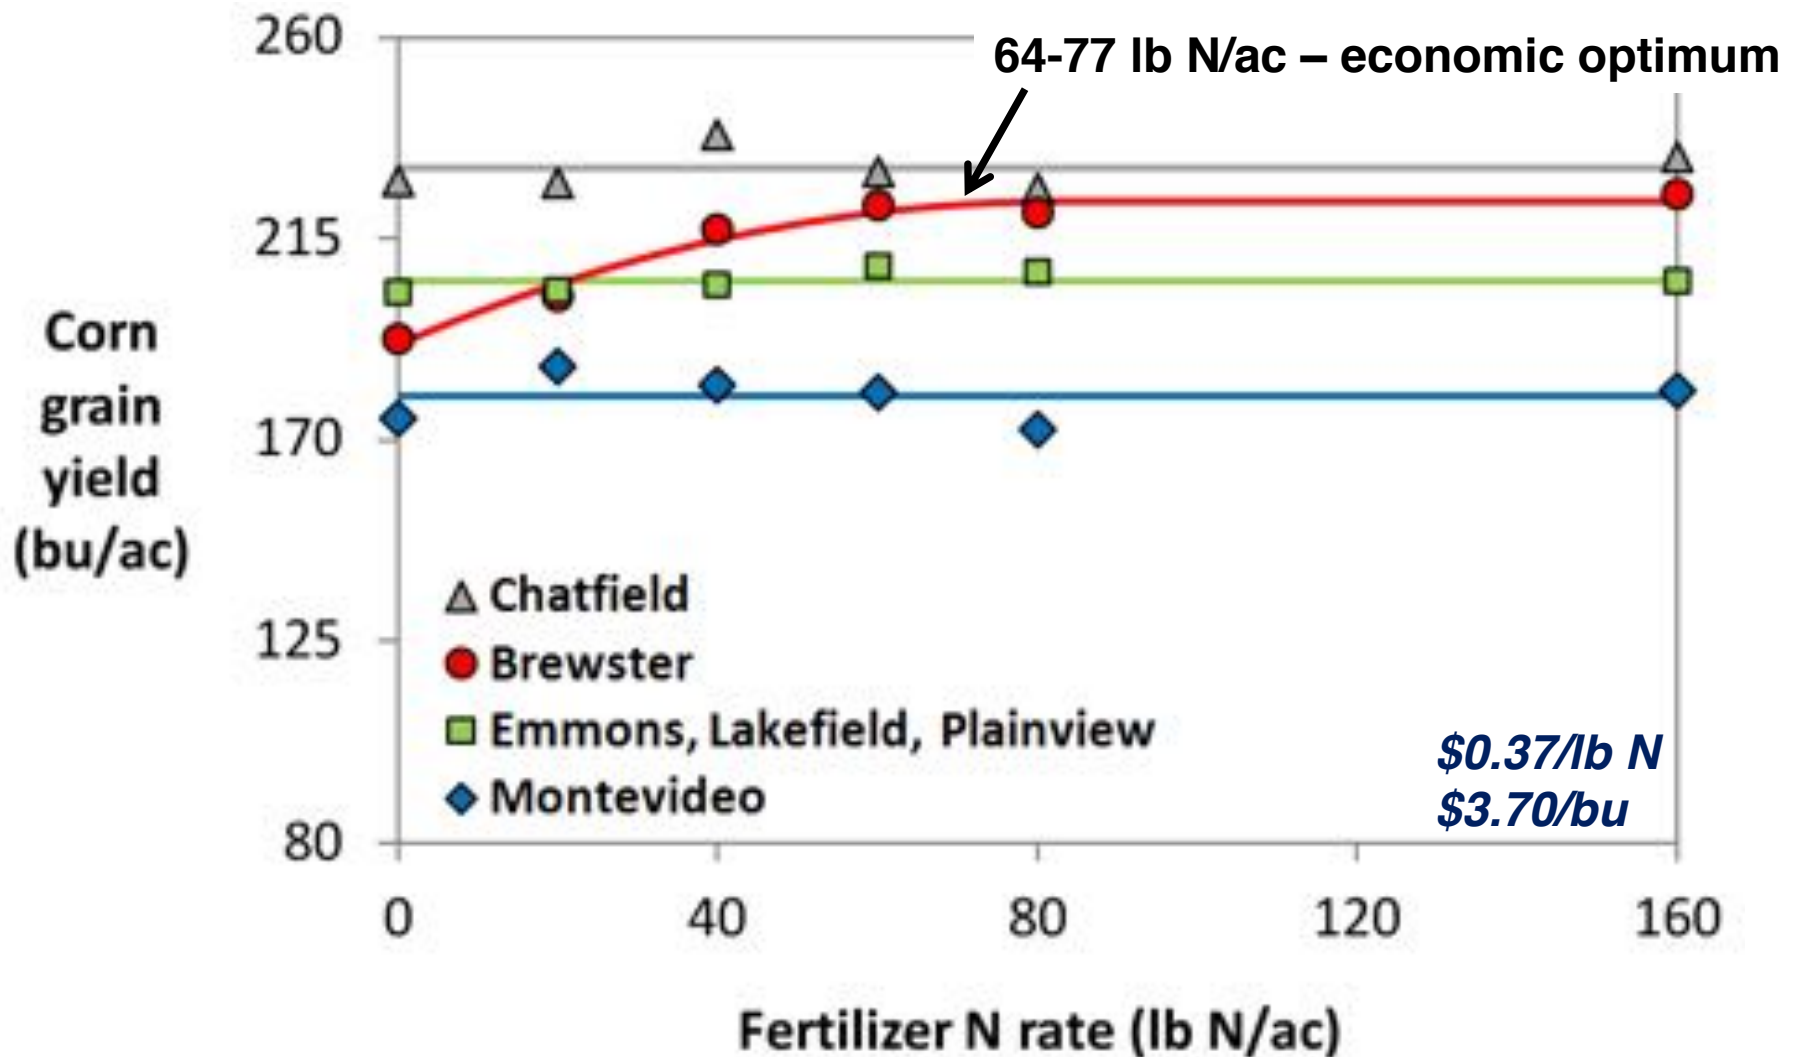 260
64-77 lb N/ac – economic optimum
215
170
125
80
Corn
grain
yield
(bu/ac)
Chatfield
Brewster
Emmons, Lakefield, Plainview
Montevideo
$0.37/lb N
$3.70/bu
0 40 80 120 160
Fertilizer N rate (lb N/ac)